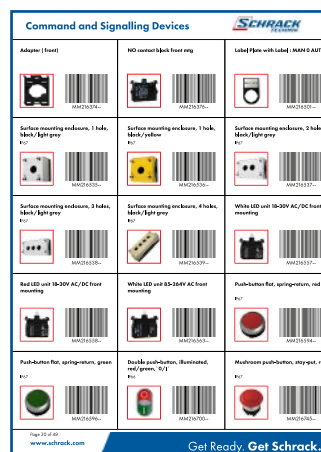 Command and Signalling Devices
SCHRACK
TECHNIK
Adapter ( front)
MM216374--
NO contact block front mtg
MM216376--
Label Plate with Label : MAN 0 AUT
MM216501--
Surface mounting enclosure, 1 hole,
black/light grey
IP67
MM216535--
Surface mounting enclosure, 1 hole,
black/yellow
IP67
MM216536--
Surface mounting enclosure, 2 hole
black/light grey
IP67
MM216537--
Surface mounting enclosure, 3 holes,
black/light grey
IP67
MM216538--
Surface mounting enclosure, 4 holes,
black/light grey
IP67
MM216539--
White LED unit 18-30V AC/DC front
mounting
MM216557--
Red LED unit 18-30V AC/DC front
mounting
MM216558--
White LED unit 85-264V AC front
mounting
MM216563--
Push-button flat, spring-return, red
IP67
MM216594--
Push-button flat, spring-return, green
IP67
MM216596--
Double push-button, illuminated,
red/green, '0/I'
IP66
MM216700--
Mushroom push-button, stay-put, r
IP67
MM216745--
Page 30 of 48
www.schrack.com
Get Ready. Get Schrack.